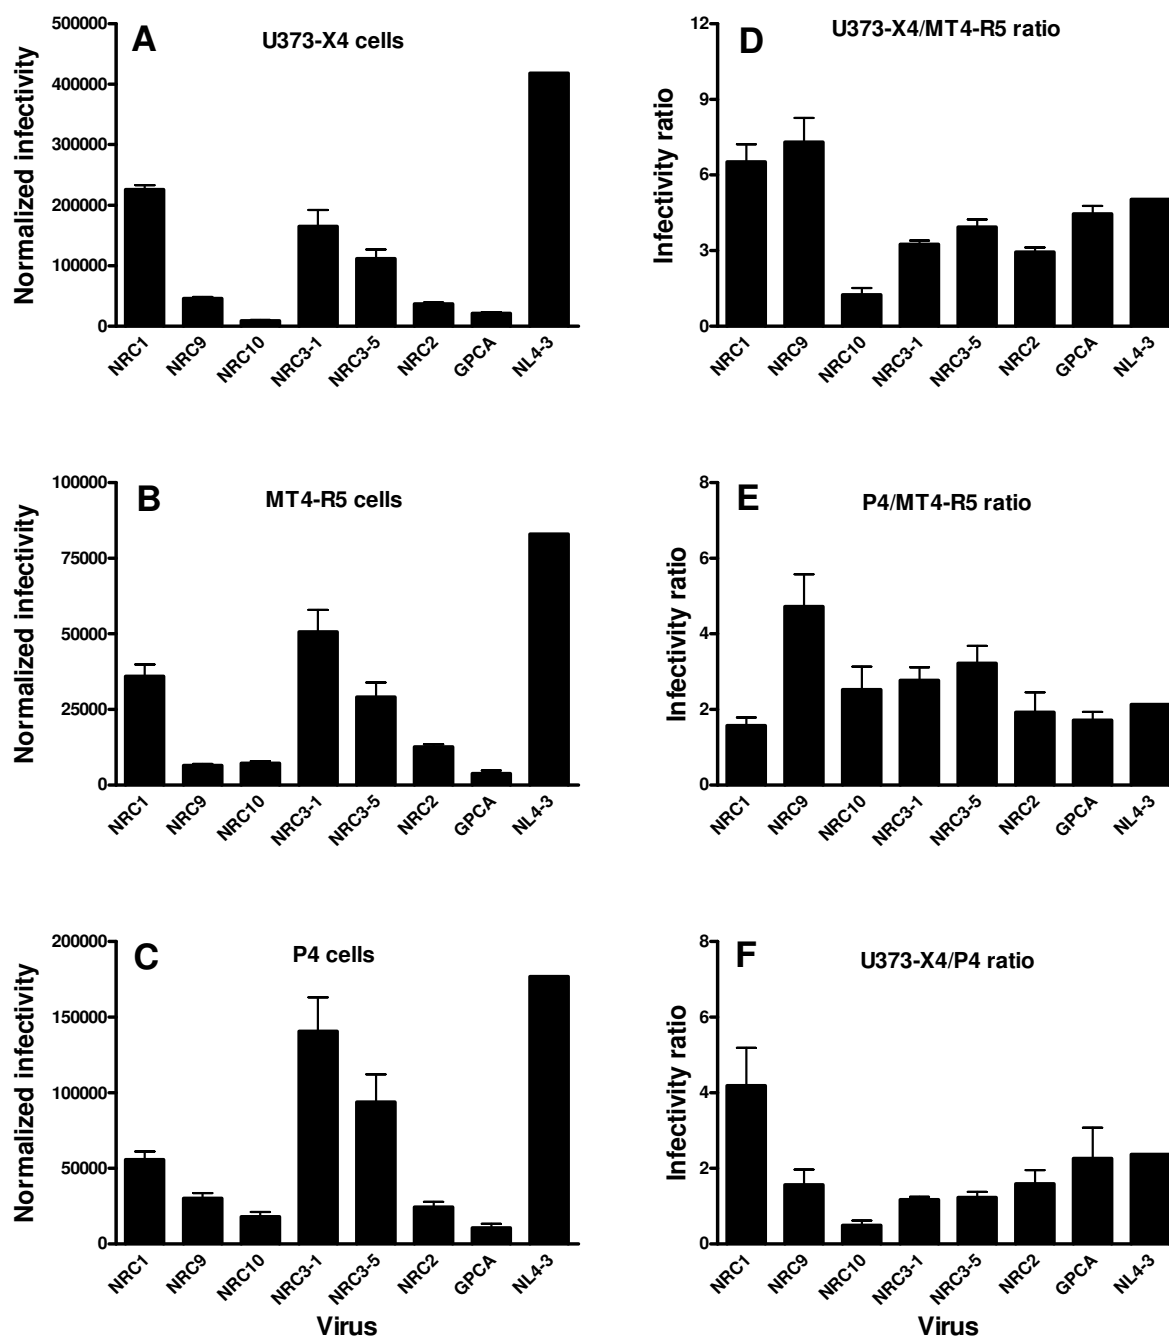 A
U373-X4 cells
Normalized infectivity
500000
400000
300000
200000
100000
0
NRC1
NRC9
NRC10
NRC3-1
NRC3-5
NRC2
GPCA
NL4-3
D
U373-X4/MT4-R5 ratio
Infectivity ratio
12
9
6
3
0
NRC1
NRC9
NRC10
NRC3-1
NRC3-5
NRC2
GPCA
NL4-3
B
MT4-R5 cells
Normalized infectivity
100000
75000
50000
25000
0
NRC1
NRC9
NRC10
NRC3-1
NRC3-5
NRC2
GPCA
NL4-3
E
P4/MT4-R5 ratio
Infectivity ratio
8
6
4
2
0
NRC1
NRC9
NRC10
NRC3-1
NRC3-5
NRC2
GPCA
NL4-3
C
P4 cells
Normalized infectivity
200000
150000
100000
50000
0
NRC1
NRC9
NRC10
NRC3-1
NRC3-5
NRC2
GPCA
NL4-3
Virus
F
U373-X4/P4 ratio
Infectivity ratio
8
6
4
2
0
NRC1
NRC9
NRC10
NRC3-1
NRC3-5
NRC2
GPCA
NL4-3
Virus